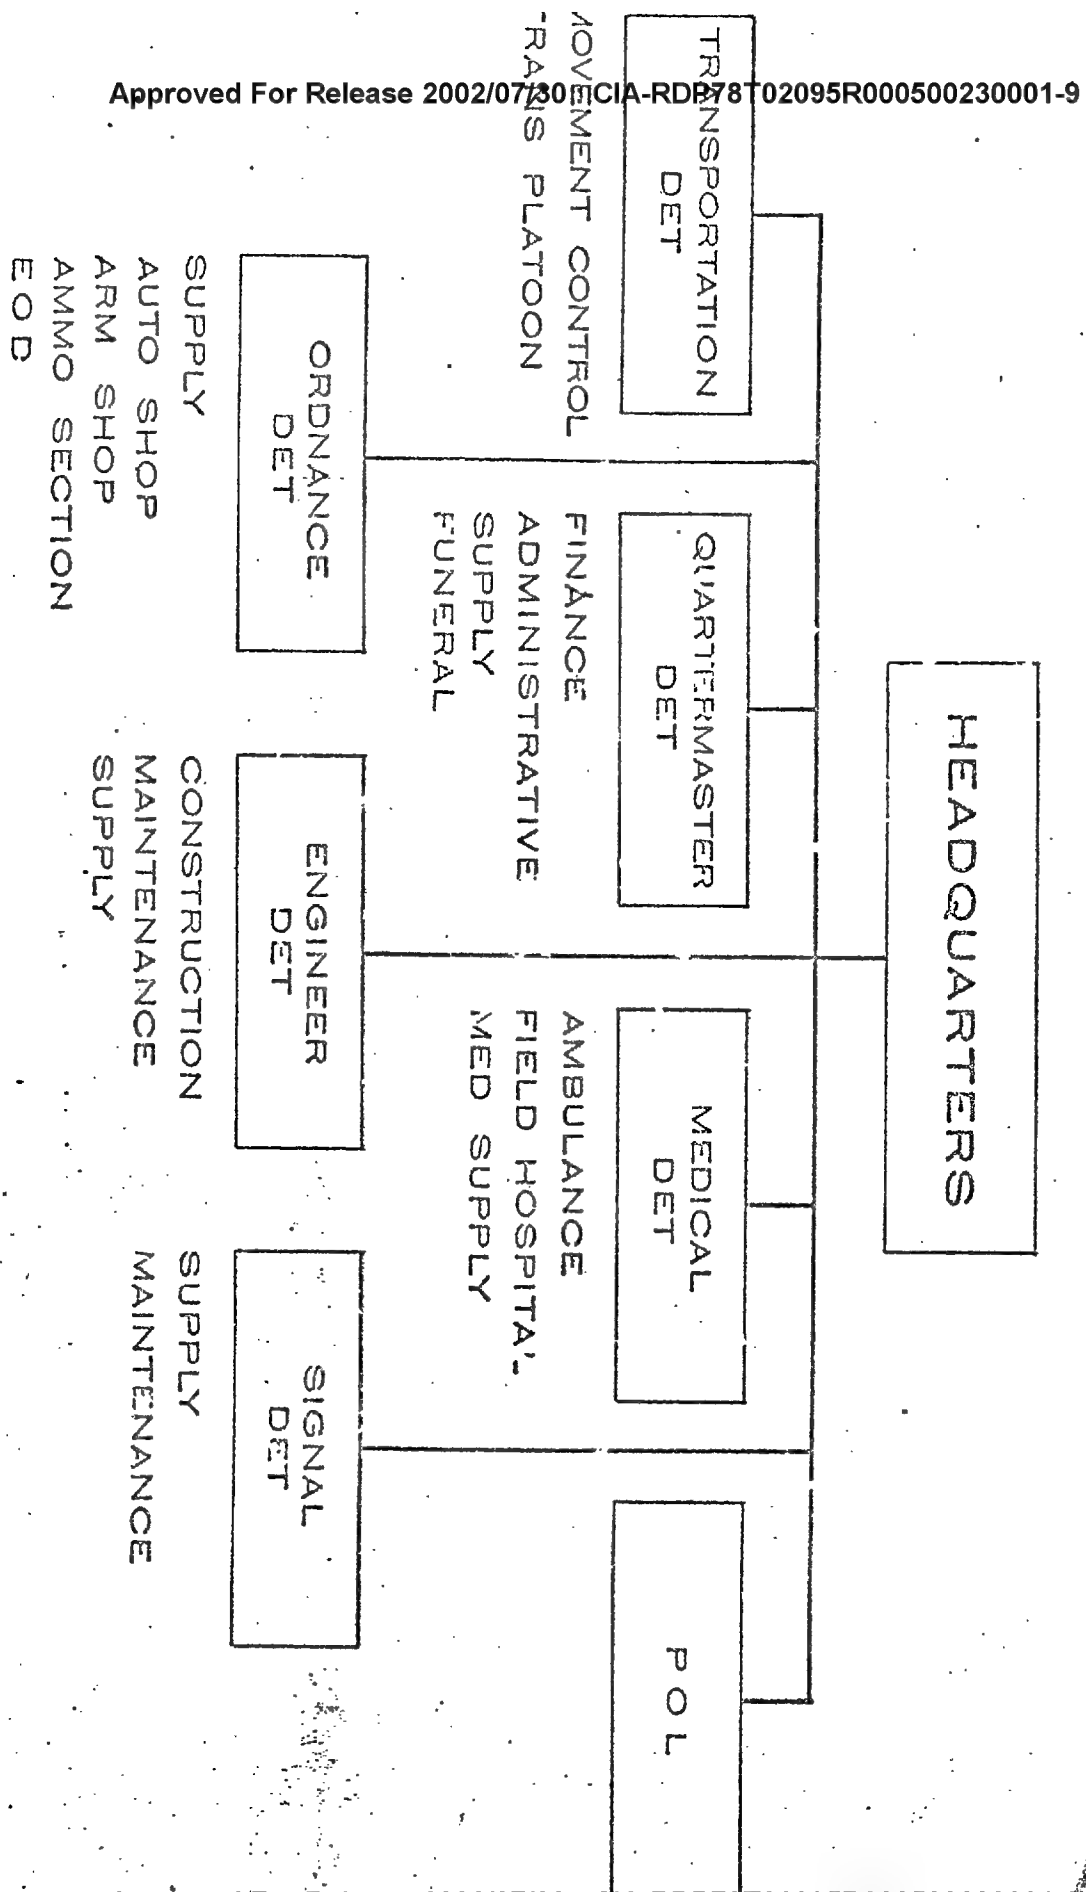 Approved For Release 2002/07/30 : CIA-RDP78T02095R000500230001-9
HEADQUARTERS
TRANSPORTATION
DET
MOVEMENT CONTROL
TRANS PLATOON
QUARTERMASTER
DET
FINANCE
ADMINISTRATIVE
SUPPLY
FUNERAL
MEDICAL
DET
AMBULANCE
FIELD HOSPITAL
MED SUPPLY
P O L
ORDNANCE
DET
SUPPLY
AUTO SHOP
ARM SHOP
AMMO SECTION
E O D
ENGINEER
DET
CONSTRUCTION
MAINTENANCE
SUPPLY
SIGNAL
DET
SUPPLY
MAINTENANCE